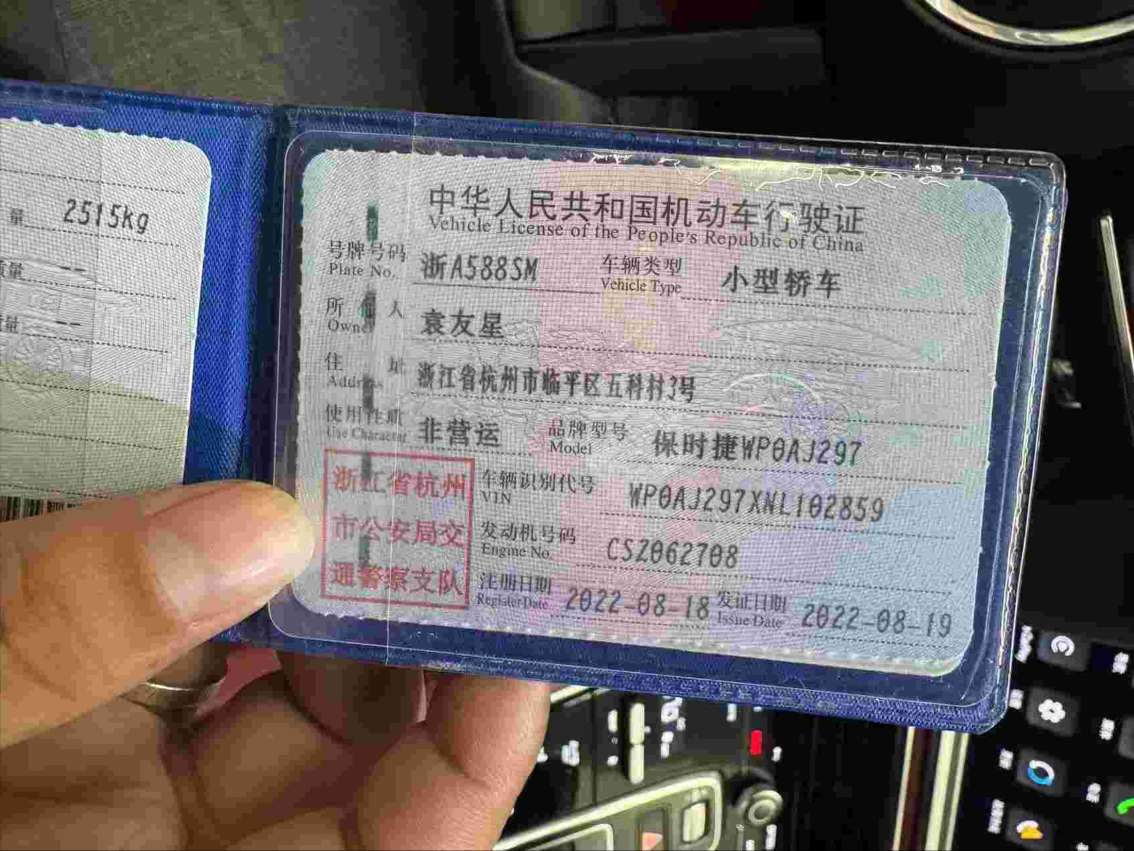 量 2515kg
质量 --
量 --
中华人民共和国机动车行驶证
Vehicle License of the People's Republic of China
号牌号码 浙A588SM 车辆类型 小型轿车
Plate No. Vehicle Type
所有人 袁友星
Owner
住址 浙江省杭州市临平区五科村3号
Address
使用性质 非营运 品牌型号 保时捷WP0AJ297
Use Character Model
浙江省杭州
市公安局交
通警察支队
车辆识别代号 WP0AJ297XNL102859
VIN
发动机号码 CSZ062708
Engine No.
注册日期 2022-08-18 发证日期 2022-08-19
Register Date Issue Date